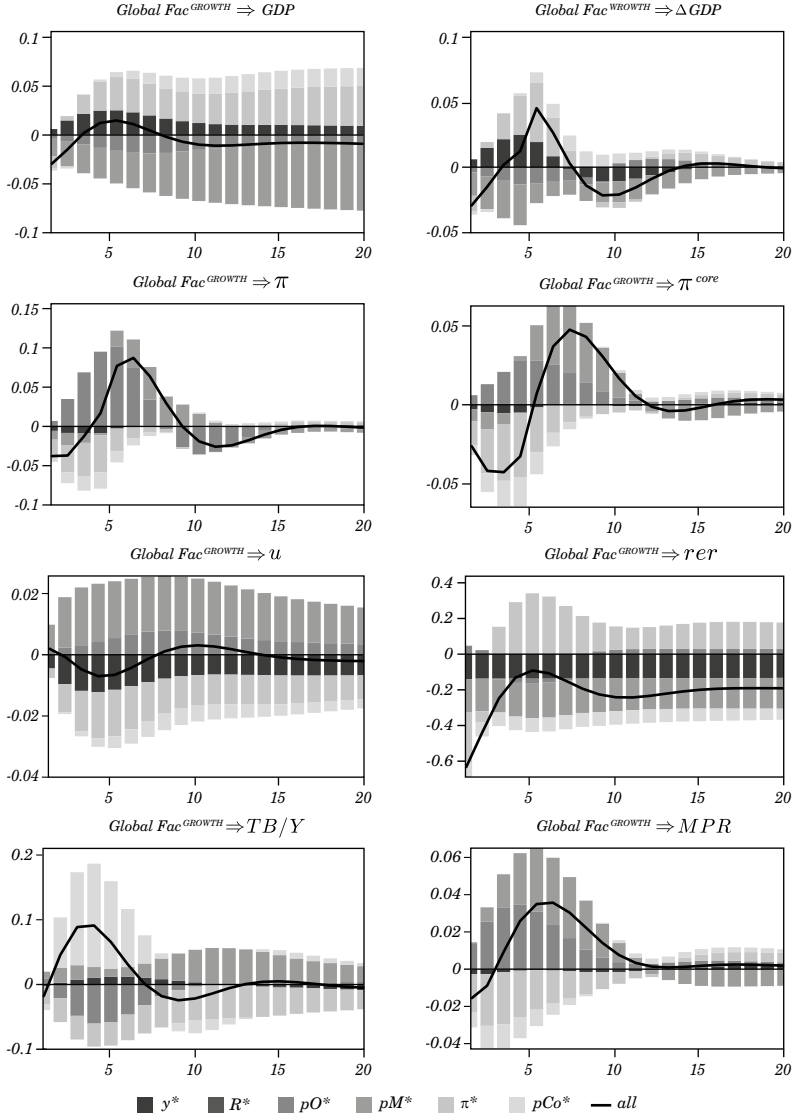 Global Fac^GROWTH ⇒ GDP
Global Fac^WROWTH ⇒ ΔGDP
0.1
0.05
0
-0.05
-0.1
5 10 15 20
0.1
0.05
0
-0.05
5 10 15 20
Global Fac^GROWTH ⇒ π
Global Fac^GROWTH ⇒ π^core
0.15
0.1
0.05
0
-0.05
-0.1
5 10 15 20
0.05
0
-0.05
5 10 15 20
Global Fac^GROWTH ⇒ u
Global Fac^GROWTH ⇒ rer
0.02
0
-0.02
-0.04
5 10 15 20
0.4
0.2
0
-0.2
-0.4
-0.6
5 10 15 20
Global Fac^GROWTH ⇒ TB/Y
Global Fac^GROWTH ⇒ MPR
0.2
0.1
0
-0.1
5 10 15 20
0.06
0.04
0.02
0
-0.02
-0.04
5 10 15 20
y* R* pO* pM* π* pCo* all